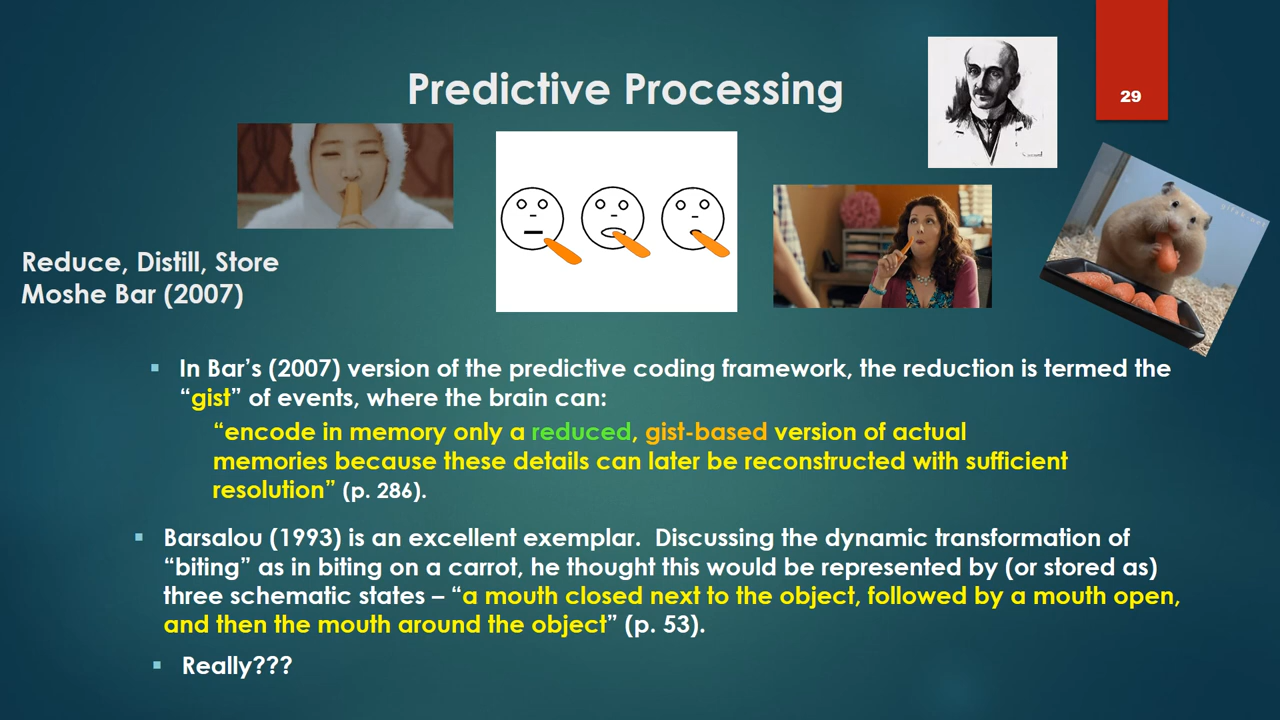 Predictive Processing
29
Reduce, Distill, Store
Moshe Bar (2007)
In Bar’s (2007) version of the predictive coding framework, the reduction is termed the
“gist” of events, where the brain can:
“encode in memory only a reduced, gist-based version of actual
memories because these details can later be reconstructed with sufficient
resolution” (p. 286).
Barsalou (1993) is an excellent exemplar.  Discussing the dynamic transformation of
“biting” as in biting on a carrot, he thought this would be represented by (or stored as)
three schematic states – “a mouth closed next to the object, followed by a mouth open,
and then the mouth around the object” (p. 53).
Really???